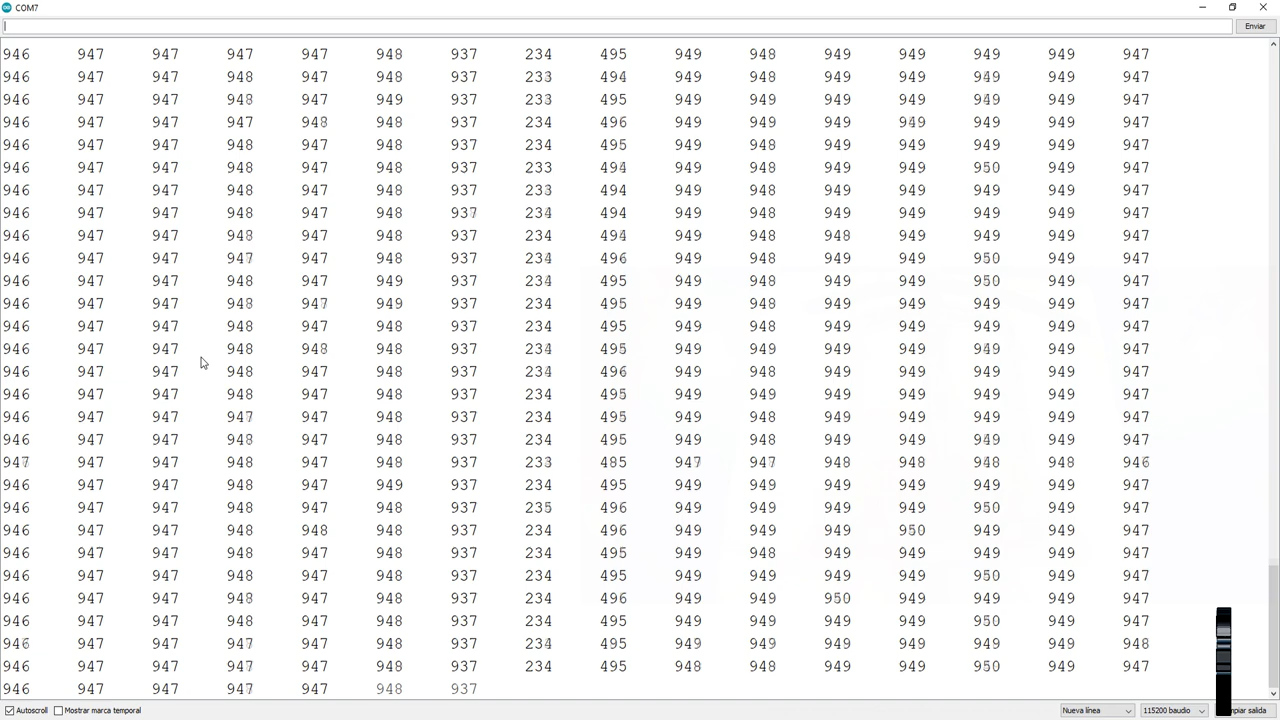 COM7
Enviar
946 947 947 947 947 948 937 234 495 949 948 949 949 949 949 947
946 947 947 948 947 948 937 233 494 949 948 949 949 949 949 947
946 947 947 948 947 949 937 233 495 949 949 949 949 949 949 947
946 947 947 947 948 948 937 234 496 949 949 949 949 949 949 947
946 947 947 948 947 948 937 234 495 949 948 949 949 949 949 947
946 947 947 948 947 948 937 233 494 949 948 949 949 950 949 947
946 947 947 948 947 948 937 233 494 949 948 949 949 949 949 947
946 947 947 948 947 948 937 234 494 949 948 949 949 949 949 947
946 947 947 948 947 948 937 234 494 949 948 948 949 949 949 947
946 947 947 947 947 948 937 234 496 949 949 949 949 950 949 947
946 947 947 948 947 949 937 234 495 949 948 949 949 950 949 947
946 947 947 948 947 949 937 234 495 949 948 949 949 949 949 947
946 947 947 948 947 948 937 234 495 949 948 949 949 949 949 947
946 947 947 948 948 948 937 234 495 949 949 949 949 949 949 947
946 947 947 948 947 948 937 234 496 949 949 949 949 949 949 947
946 947 947 948 947 948 937 234 495 949 948 949 949 949 949 947
946 947 947 947 947 948 937 234 495 949 948 949 949 949 949 947
946 947 947 948 947 948 937 234 495 949 948 949 949 949 949 947
947 947 947 948 947 948 937 233 485 947 947 948 948 948 948 946
946 947 947 948 947 948 937 234 495 949 949 949 949 949 949 947
946 947 947 948 947 948 937 235 496 949 949 949 949 950 949 947
946 947 947 948 948 948 937 234 496 949 949 949 950 949 949 947
946 947 947 948 947 948 937 234 495 949 948 949 949 949 949 947
946 947 947 948 947 948 937 234 495 949 949 949 949 950 949 947
946 947 947 948 947 948 937 234 496 949 949 950 949 949 949 947
946 947 947 948 947 948 937 234 495 949 948 949 949 950 949 947
946 947 947 947 947 948 937 234 495 949 949 949 949 949 949 948
946 947 947 947 947 948 937 234 495 948 948 949 949 950 949 947
946 947 947 947 947 948 937
Autoscroll Mostrar marca temporal Nueva línea 115200 baudio salida